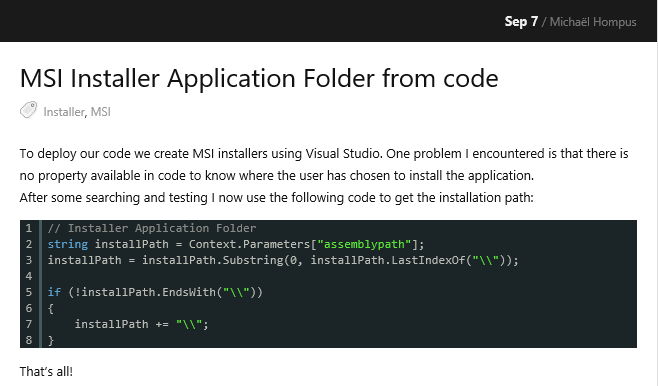 Sep 7 / Michaël Hompus
MSI Installer Application Folder from code
Installer, MSI
To deploy our code we create MSI installers using Visual Studio. One problem I encountered is that there is
no property available in code to know where the user has chosen to install the application.
After some searching and testing I now use the following code to get the installation path:
1 // Installer Application Folder
2 string installPath = Context.Parameters["assemblypath"];
3 installPath = installPath.Substring(0, installPath.LastIndexOf("\\"));
4
5 if (!installPath.EndsWith("\\"))
6 {
7     installPath += "\\";
8 }
That's all!